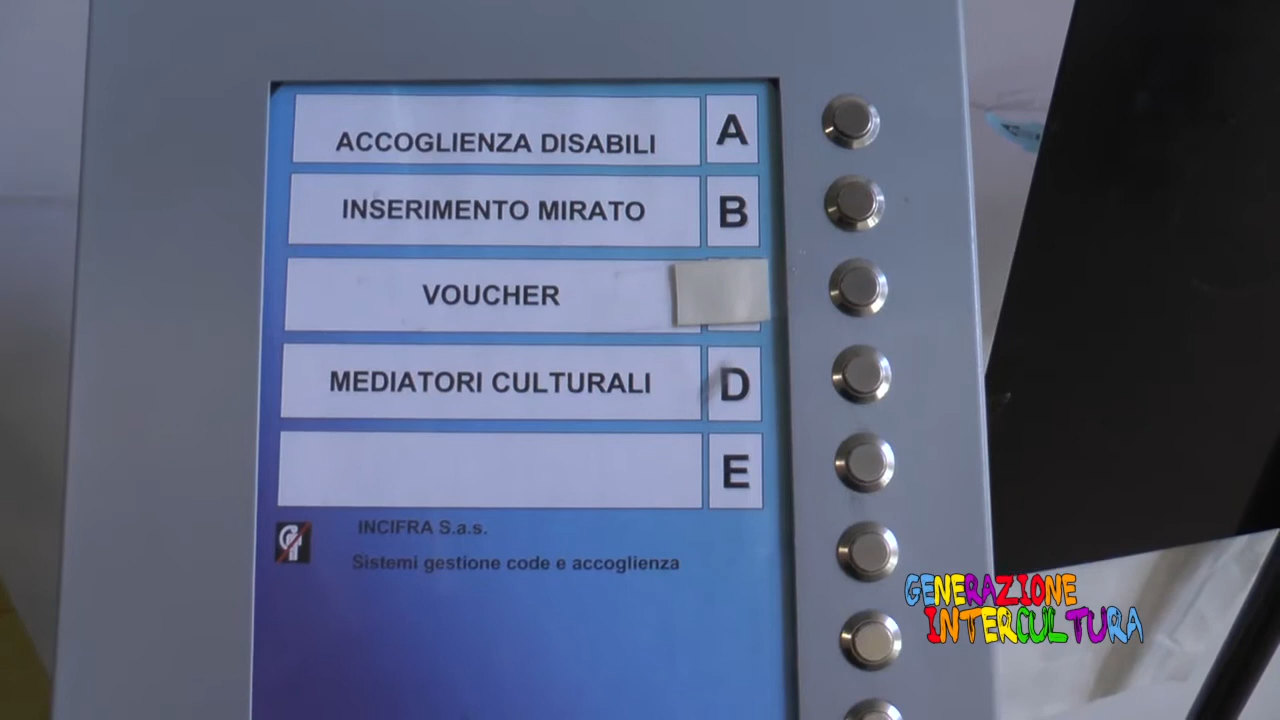 ACCOGLIENZA DISABILI A
INSERIMENTO MIRATO B
VOUCHER
MEDIATORI CULTURALI D
E
INCIFRA S.a.s.
Sistemi gestione code e accoglienza
GENERAZIONE
INTERCULTURA